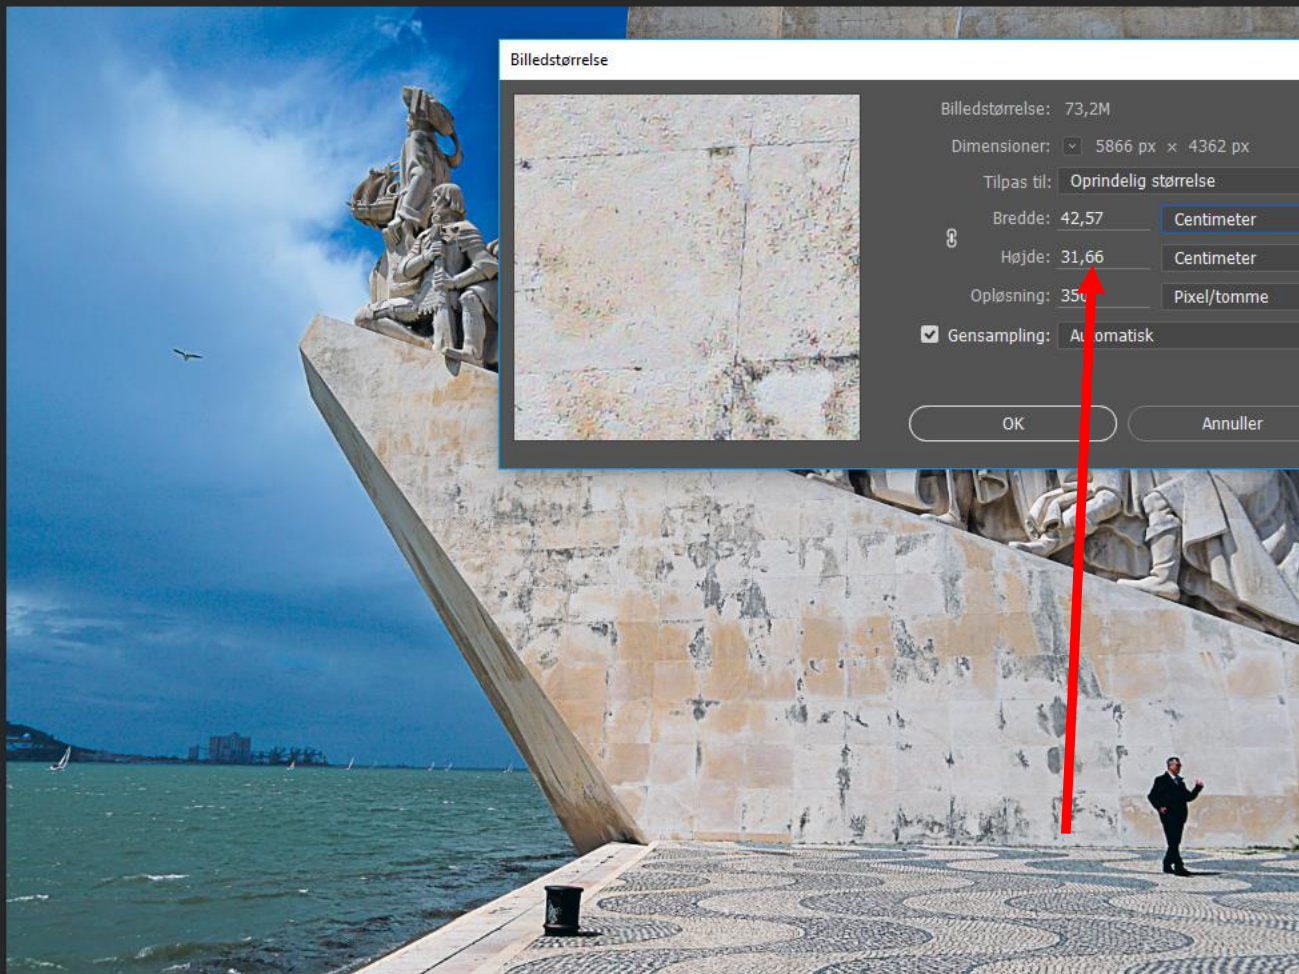 Billedstørrelse
Billedstørrelse: 73,2M
Dimensioner: 5866 px × 4362 px
Tilpas til: Oprindelig størrelse
Bredde: 42,57 Centimeter
Højde: 31,66 Centimeter
Opløsning: Pixel/tomme
Gensampling: Automatisk
OK Annuller